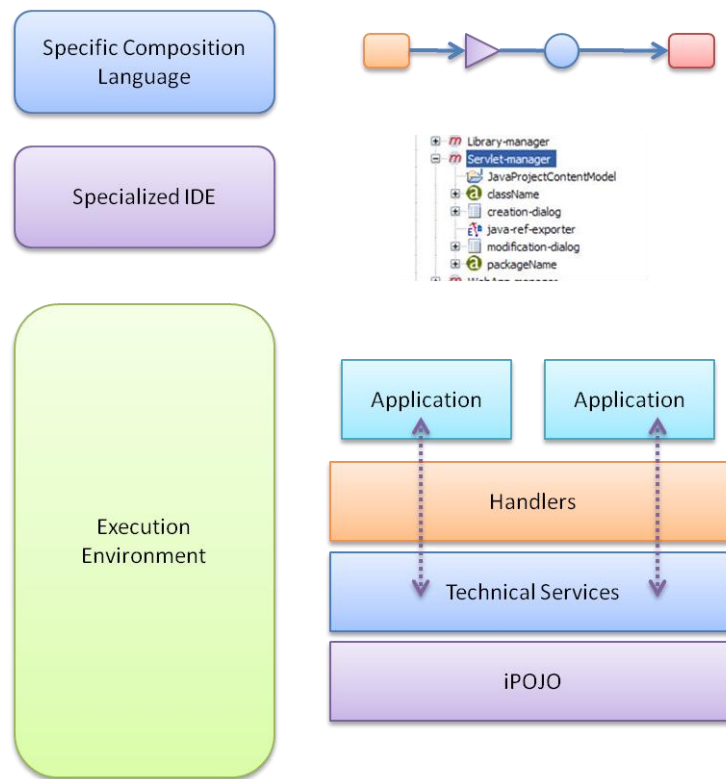 Specific Composition
Language
Library-manager
Servlet-manager
JavaProjectContentModel
className
creation-dialog
java-ref-exporter
modification-dialog
packageName
Specialized IDE
Application
Application
Handlers
Execution
Environment
Technical Services
iPOJO